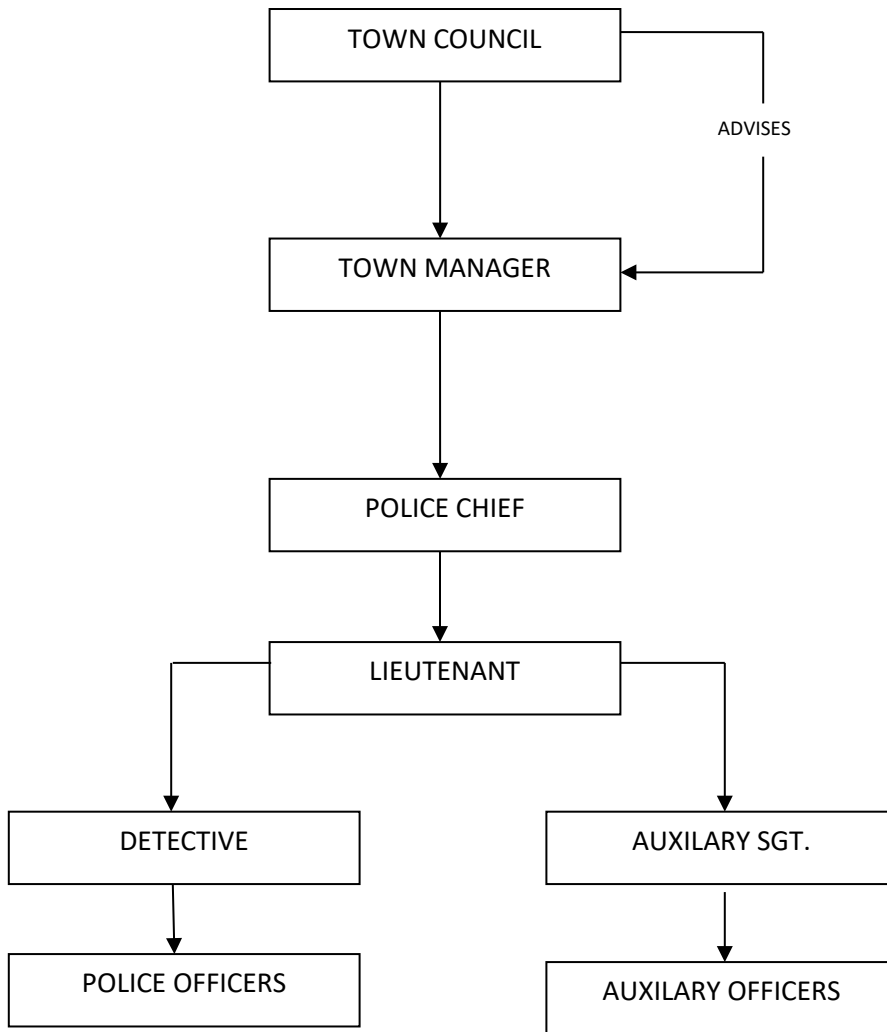 TOWN COUNCIL
ADVISES
TOWN MANAGER
POLICE CHIEF
LIEUTENANT
DETECTIVE
AUXILARY SGT.
POLICE OFFICERS
AUXILARY OFFICERS